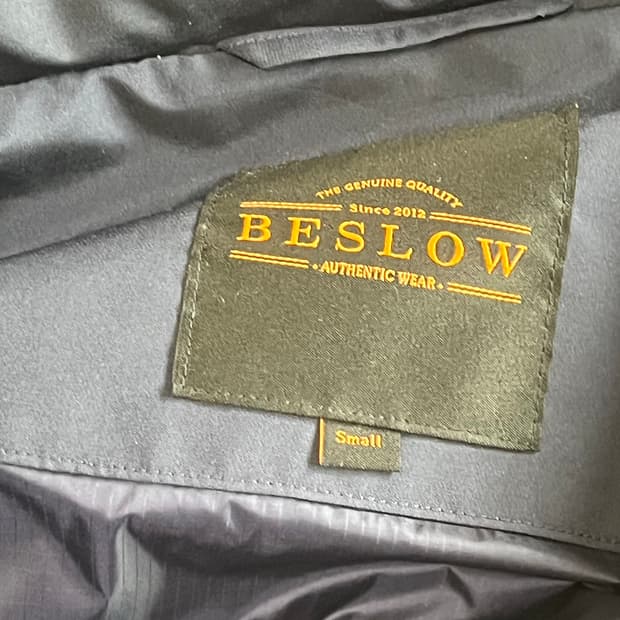 THE GENUINE QUALITY
Since 2012
BESLOW
• AUTHENTIC WEAR •
Small